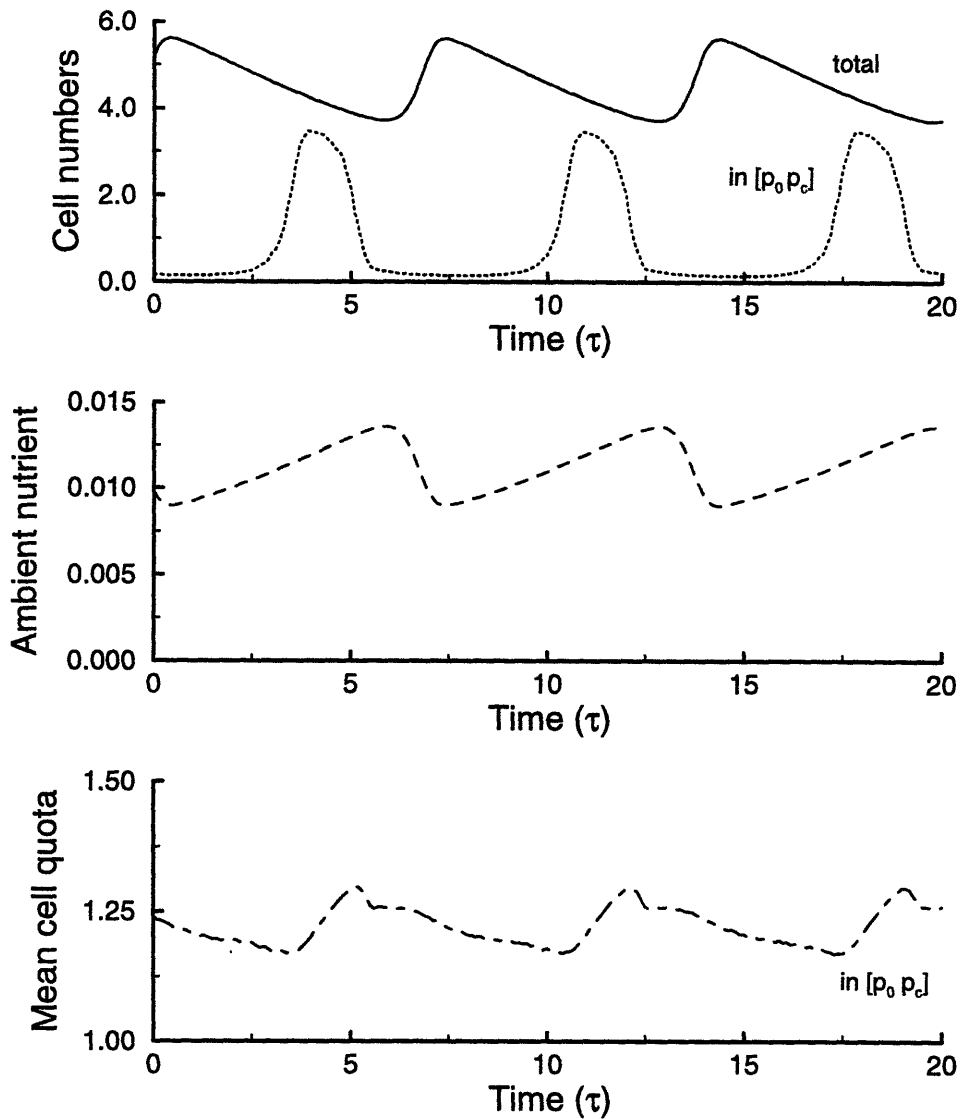 Cell numbers
6.0
4.0
2.0
0.0
total
in [p₀ p_c]
0 5 10 15 20
Time (τ)
Ambient nutrient
0.015
0.010
0.005
0.000
0 5 10 15 20
Time (τ)
Mean cell quota
1.50
1.25
1.00
in [p₀ p_c]
0 5 10 15 20
Time (τ)